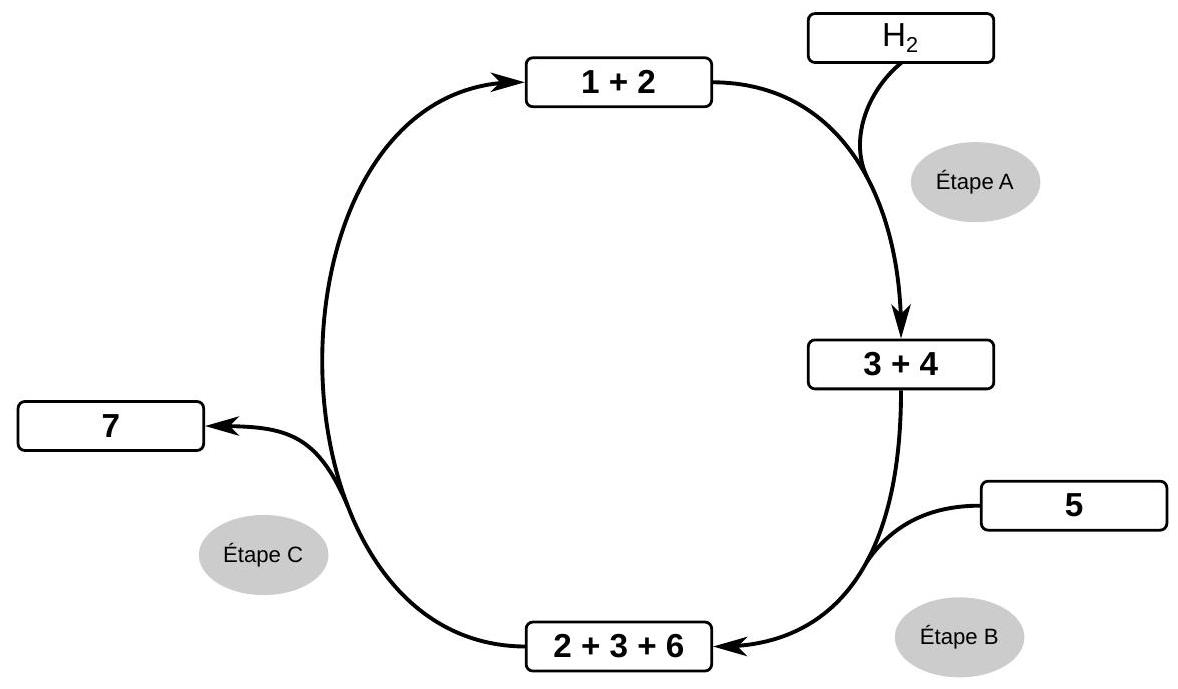 H₂
1 + 2
Étape A
3 + 4
7
5
Étape C
Étape B
2 + 3 + 6